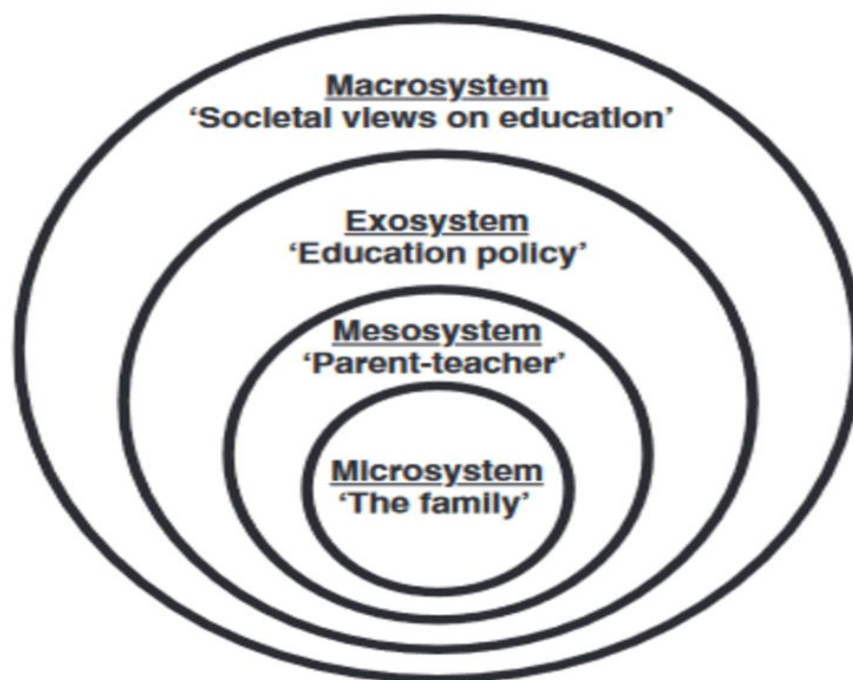 Macrosystem
‘Societal views on education’
Exosystem
‘Education policy’
Mesosystem
‘Parent-teacher’
Microsystem
‘The family’